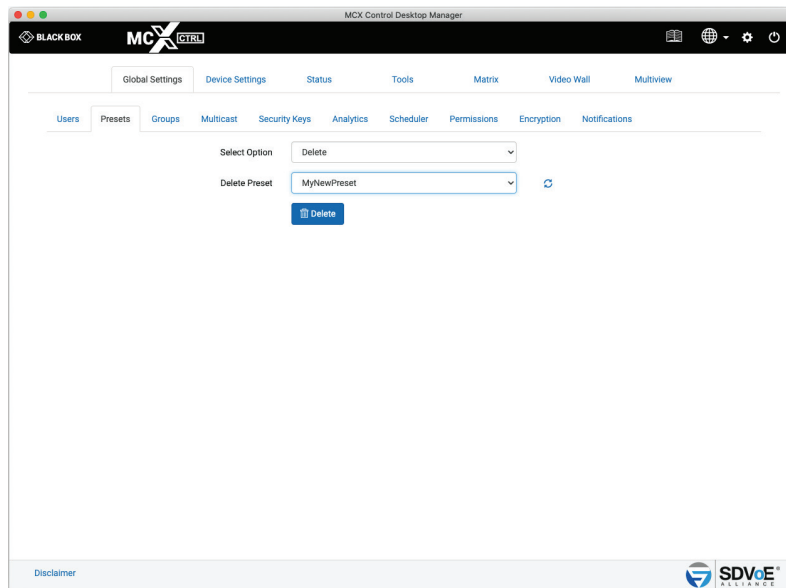 MCX Control Desktop Manager
BLACK BOX
MCX CTRL
Global Settings Device Settings Status Tools Matrix Video Wall Multiview
Users Presets Groups Multicast Security Keys Analytics Scheduler Permissions Encryption Notifications
Select Option Delete
Delete Preset MyNewPreset
Delete
Disclaimer
SDVoE
ALLIANCE